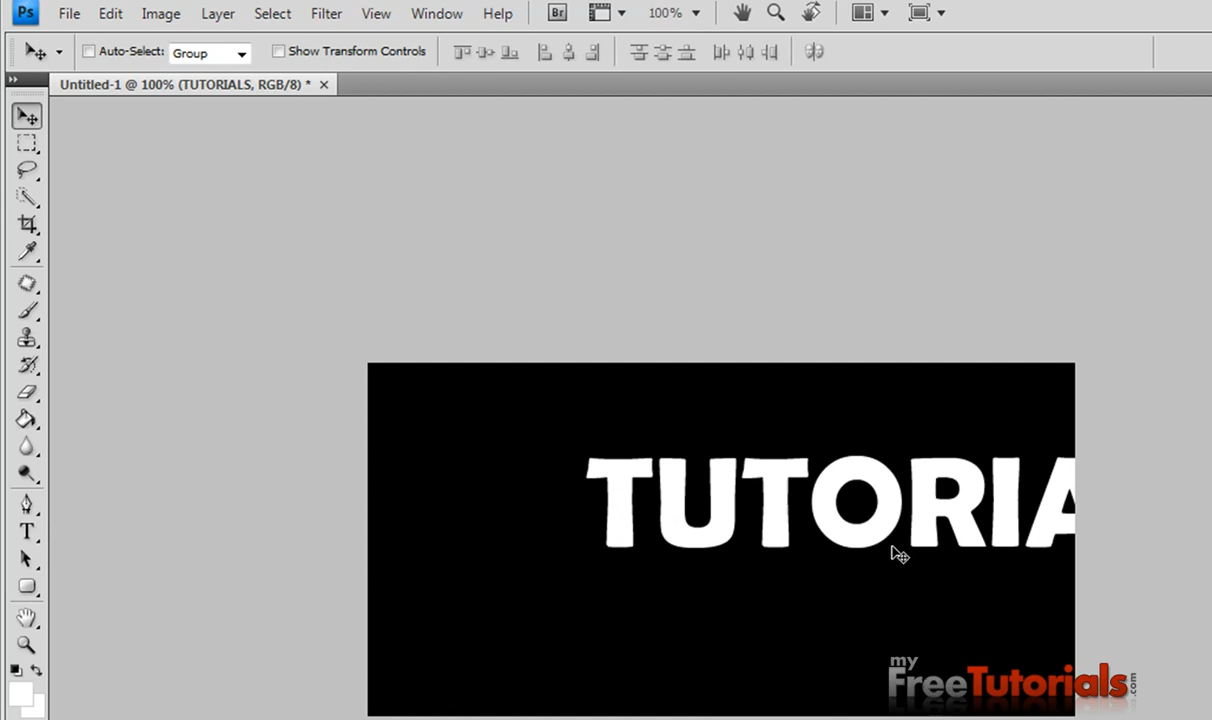 Ps File Edit Image Layer Select Filter View Window Help Br 100%
Auto-Select: Group Show Transform Controls
Untitled-1 @ 100% (TUTORIALS, RGB/8) * ×
TUTORIA
T
my
FreeTutorials.com